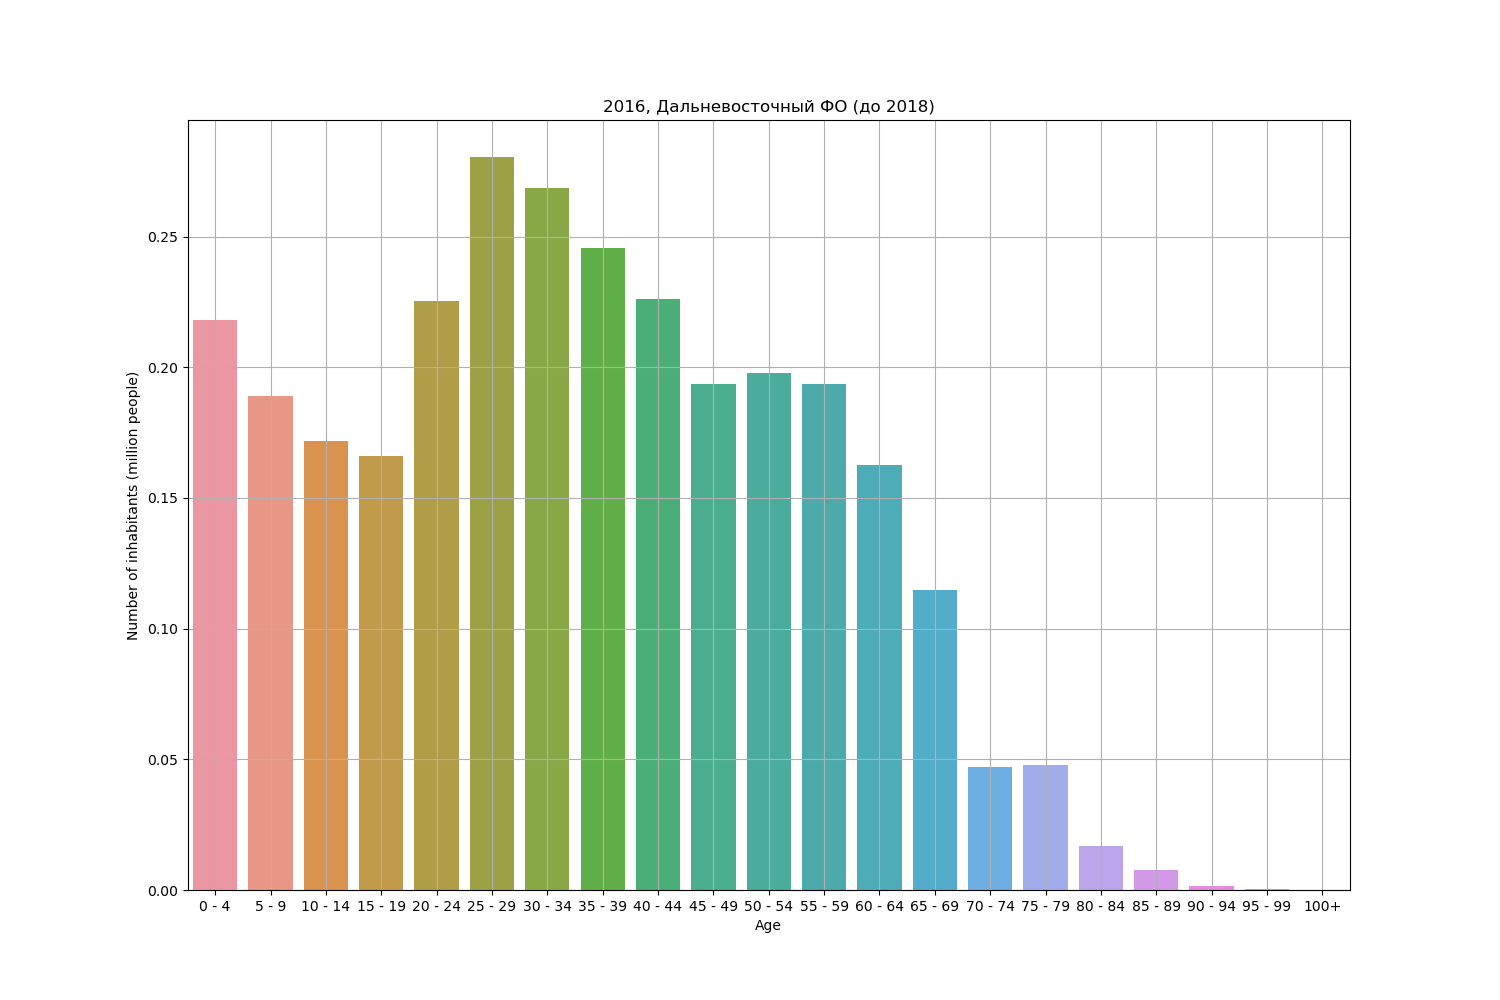 2016, Дальневосточный ФО (до 2018)
Number of inhabitants (million people)
0.25
0.20
0.15
0.10
0.05
0.00
0 - 4 5 - 9 10 - 14 15 - 19 20 - 24 25 - 29 30 - 34 35 - 39 40 - 44 45 - 49 50 - 54 55 - 59 60 - 64 65 - 69 70 - 74 75 - 79 80 - 84 85 - 89 90 - 94 95 - 99 100+
Age